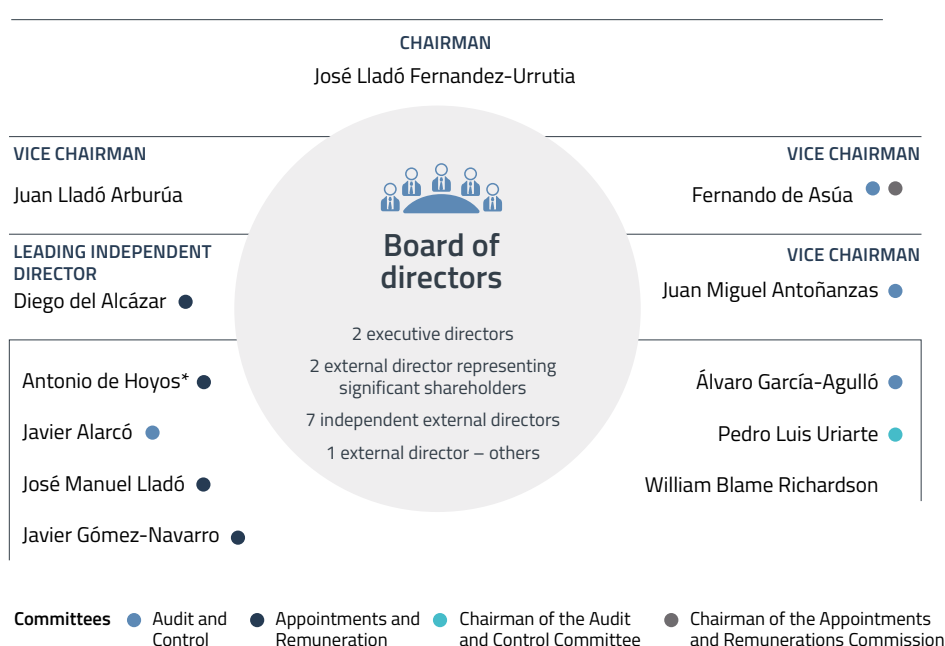 CHAIRMAN
José Lladó Fernandez-Urrutia
VICE CHAIRMAN
Juan Lladó Arburúa
VICE CHAIRMAN
Fernando de Asúa
LEADING INDEPENDENT
DIRECTOR
Diego del Alcázar
VICE CHAIRMAN
Juan Miguel Antoñanzas
Board of
directors
2 executive directors
2 external director representing
significant shareholders
7 independent external directors
1 external director – others
Antonio de Hoyos*
Javier Alarcó
José Manuel Lladó
Javier Gómez-Navarro
Álvaro García-Agulló
Pedro Luis Uriarte
William Blame Richardson
Committees
Audit and
Control
Appointments and
Remuneration
Chairman of the Audit
and Control Committee
Chairman of the Appointments
and Remunerations Commission